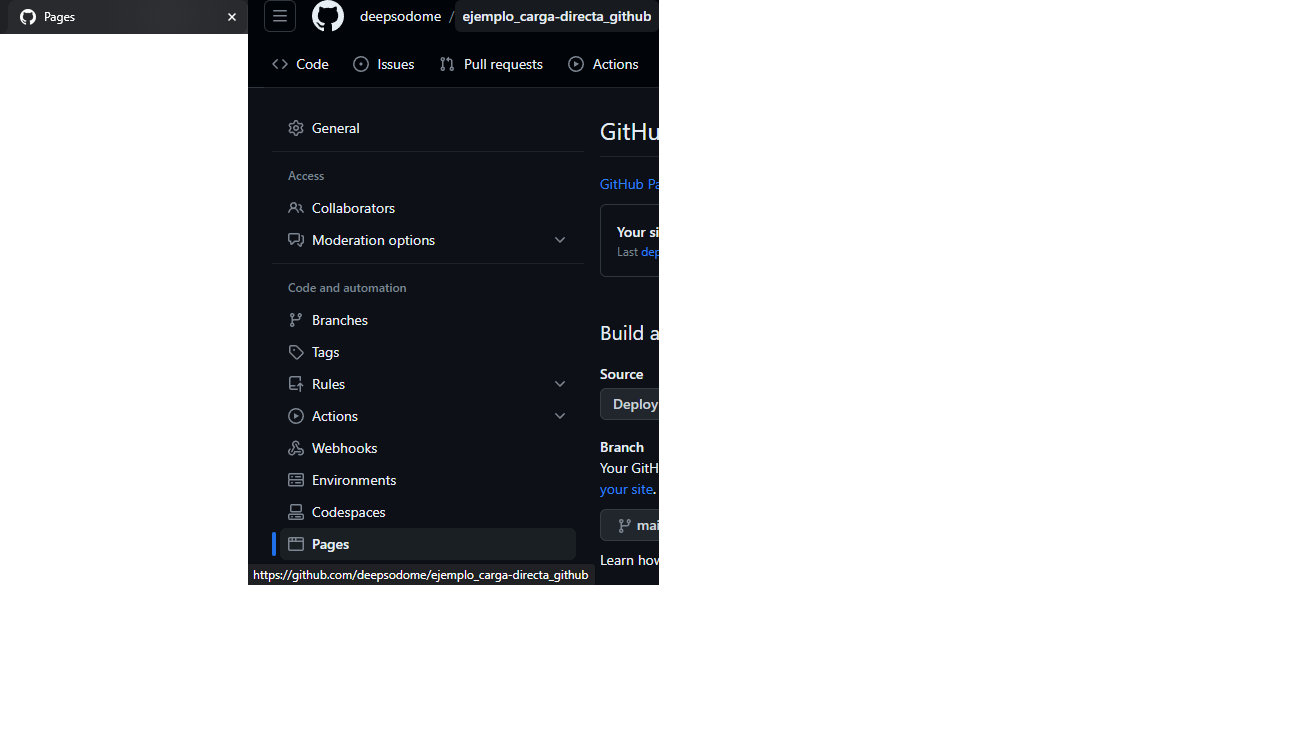 Pages
deepsodome / ejemplo_carga-directa_github
Code Issues Pull requests Actions
General
Access
Collaborators
Moderation options
Code and automation
Branches
Tags
Rules
Actions
Webhooks
Environments
Codespaces
Pages
https://github.com/deepsodome/ejemplo_carga-directa_github
GitHu
GitHub Pa
Your si
Last dep
Build a
Source
Deploy
Branch
Your GitH
your site.
mai
Learn how